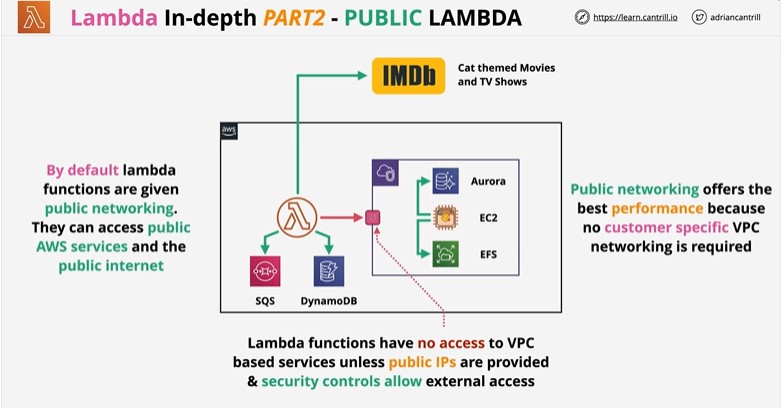 Lambda In-depth PART2 - PUBLIC LAMBDA
https://learn.cantrill.io
adriancantrill
IMDb
Cat themed Movies
and TV Shows
aws
By default lambda
functions are given
public networking.
They can access public
AWS services and the
public internet
Aurora
EC2
EFS
SQS
DynamoDB
Public networking offers the
best performance because
no customer specific VPC
networking is required
Lambda functions have no access to VPC
based services unless public IPs are provided
& security controls allow external access